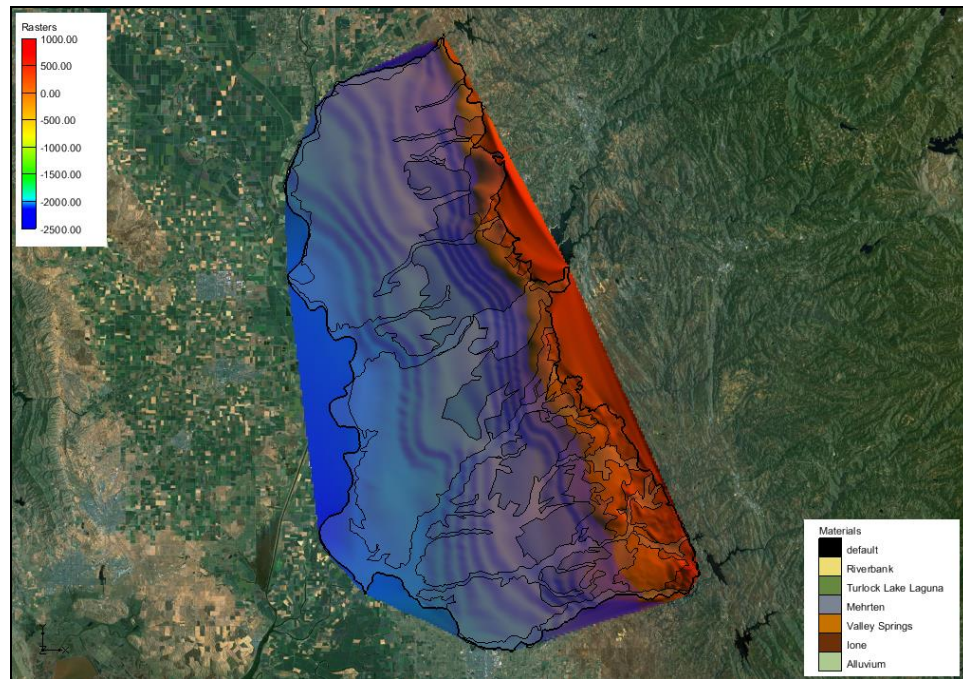 Rasters
1000.00
500.00
0.00
-500.00
-1000.00
-1500.00
-2000.00
-2500.00
Materials
default
Riverbank
Turlock Lake Laguna
Mehrten
Valley Springs
Ione
Alluvium